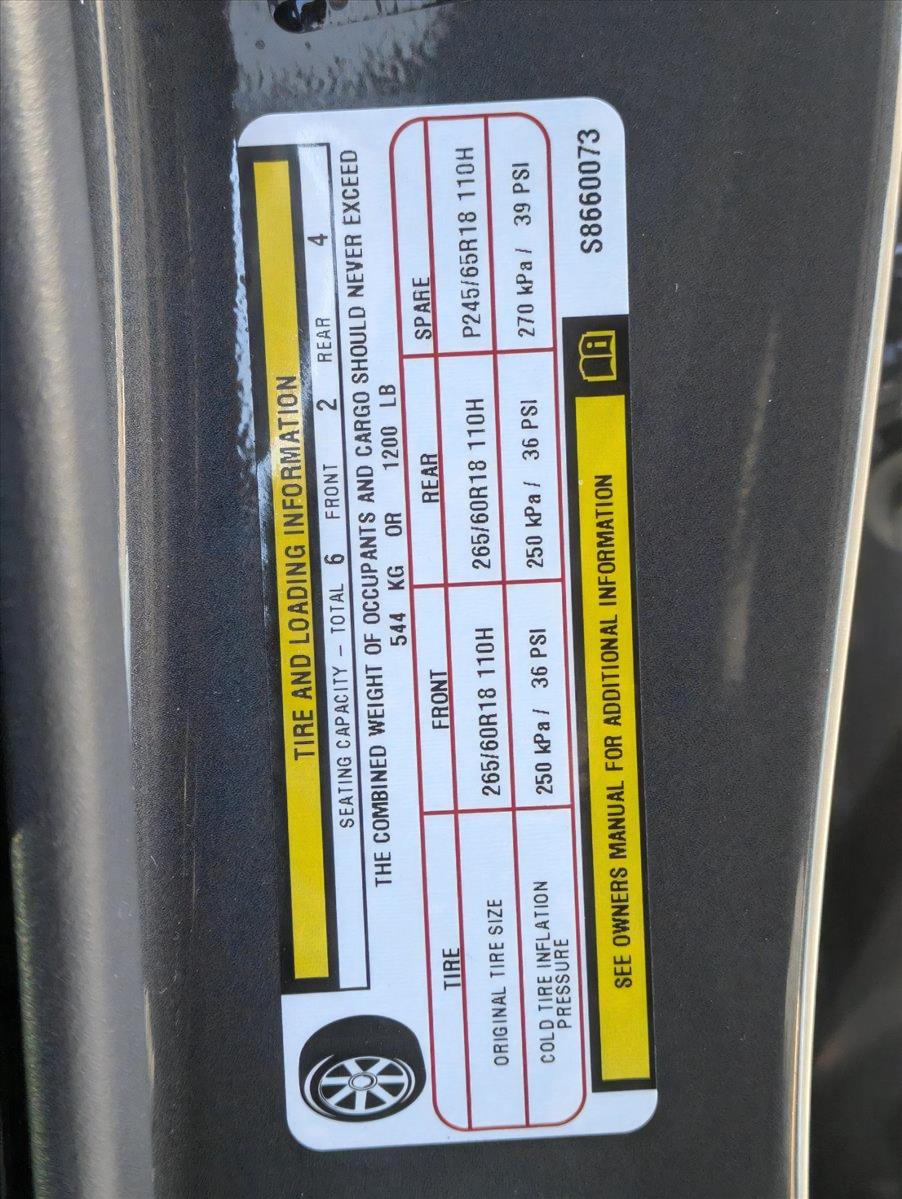 TIRE AND LOADING INFORMATION
SEATING CAPACITY – TOTAL 6 FRONT 2 REAR 4
THE COMBINED WEIGHT OF OCCUPANTS AND CARGO SHOULD NEVER EXCEED
544 KG OR 1200 LB
TIRE FRONT REAR SPARE
ORIGINAL TIRE SIZE 265/60R18 110H 265/60R18 110H P245/65R18 110H
COLD TIRE INFLATION
PRESSURE 250 kPa / 36 PSI 250 kPa / 36 PSI 270 kPa / 39 PSI
SEE OWNERS MANUAL FOR ADDITIONAL INFORMATION
S8660073